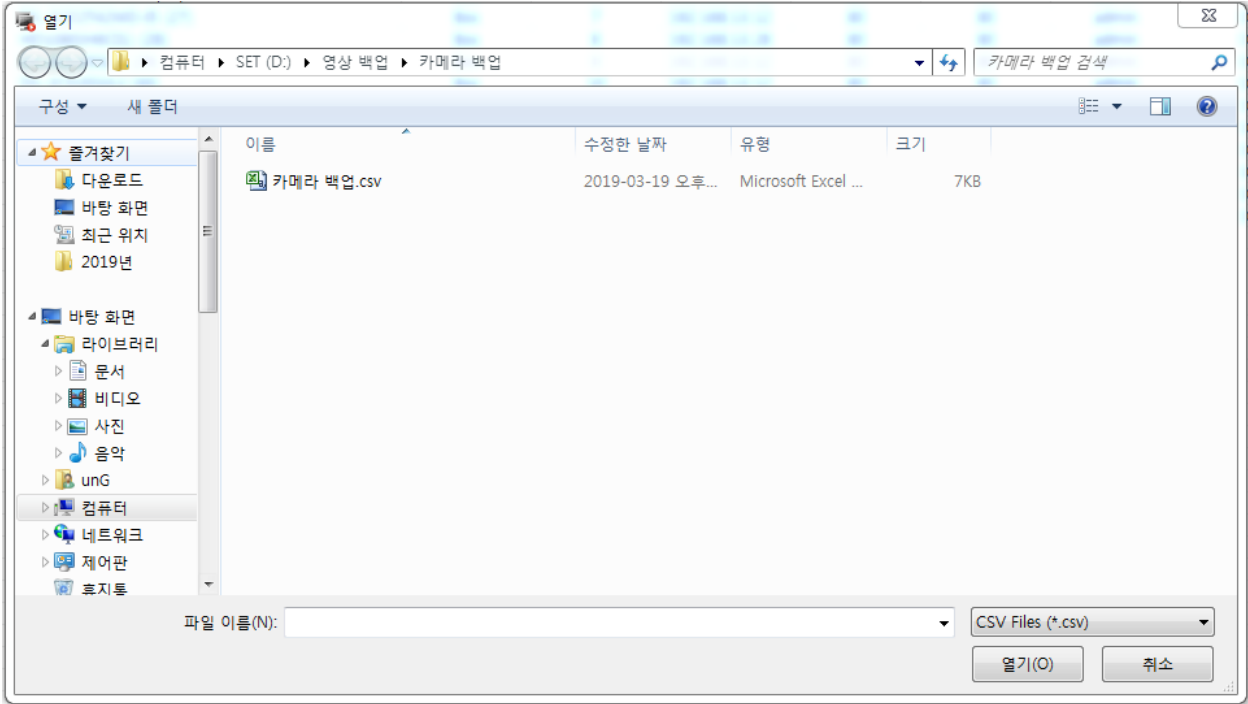 열기
컴퓨터 ▶ SET (D:) ▶ 영상 백업 ▶ 카메라 백업
카메라 백업 검색
구성 새 폴더
즐겨찾기
다운로드
바탕 화면
최근 위치
2019년
바탕 화면
라이브러리
문서
비디오
사진
음악
unG
컴퓨터
네트워크
제어판
휴지통
이름 수정한 날짜 유형 크기
카메라 백업.csv 2019-03-19 오후... Microsoft Excel ... 7KB
파일 이름(N):
CSV Files (*.csv)
열기(O) 취소